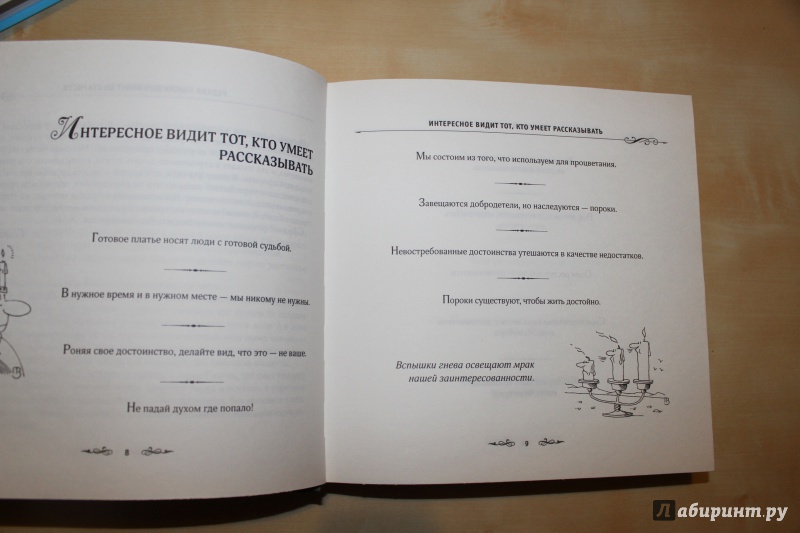 Интересное видит тот, кто умеет
рассказывать
Готовое платье носят люди с готовой судьбой.
В нужное время и в нужном месте — мы никому не нужны.
Роняя свое достоинство, делайте вид, что это — не ваше.
Не падай духом где попало!
8
ИНТЕРЕСНОЕ ВИДИТ ТОТ, КТО УМЕЕТ РАССКАЗЫВАТЬ
Мы состоим из того, что используем для процветания.
Завещаются добродетели, но наследуются — пороки.
Невостребованные достоинства утешаются в качестве недостатков.
Пороки существуют, чтобы жить достойно.
Вспышки гнева освещают мрак
нашей заинтересованности.
9
Лабиринт.ру